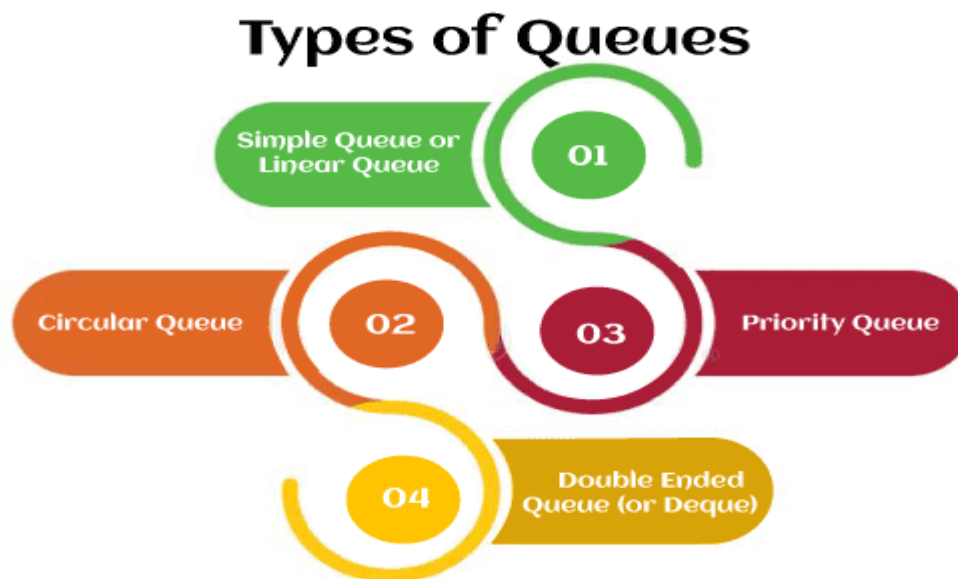 Types of Queues
Simple Queue or
Linear Queue
01
Circular Queue
02
03
Priority Queue
04
Double Ended
Queue (or Deque)